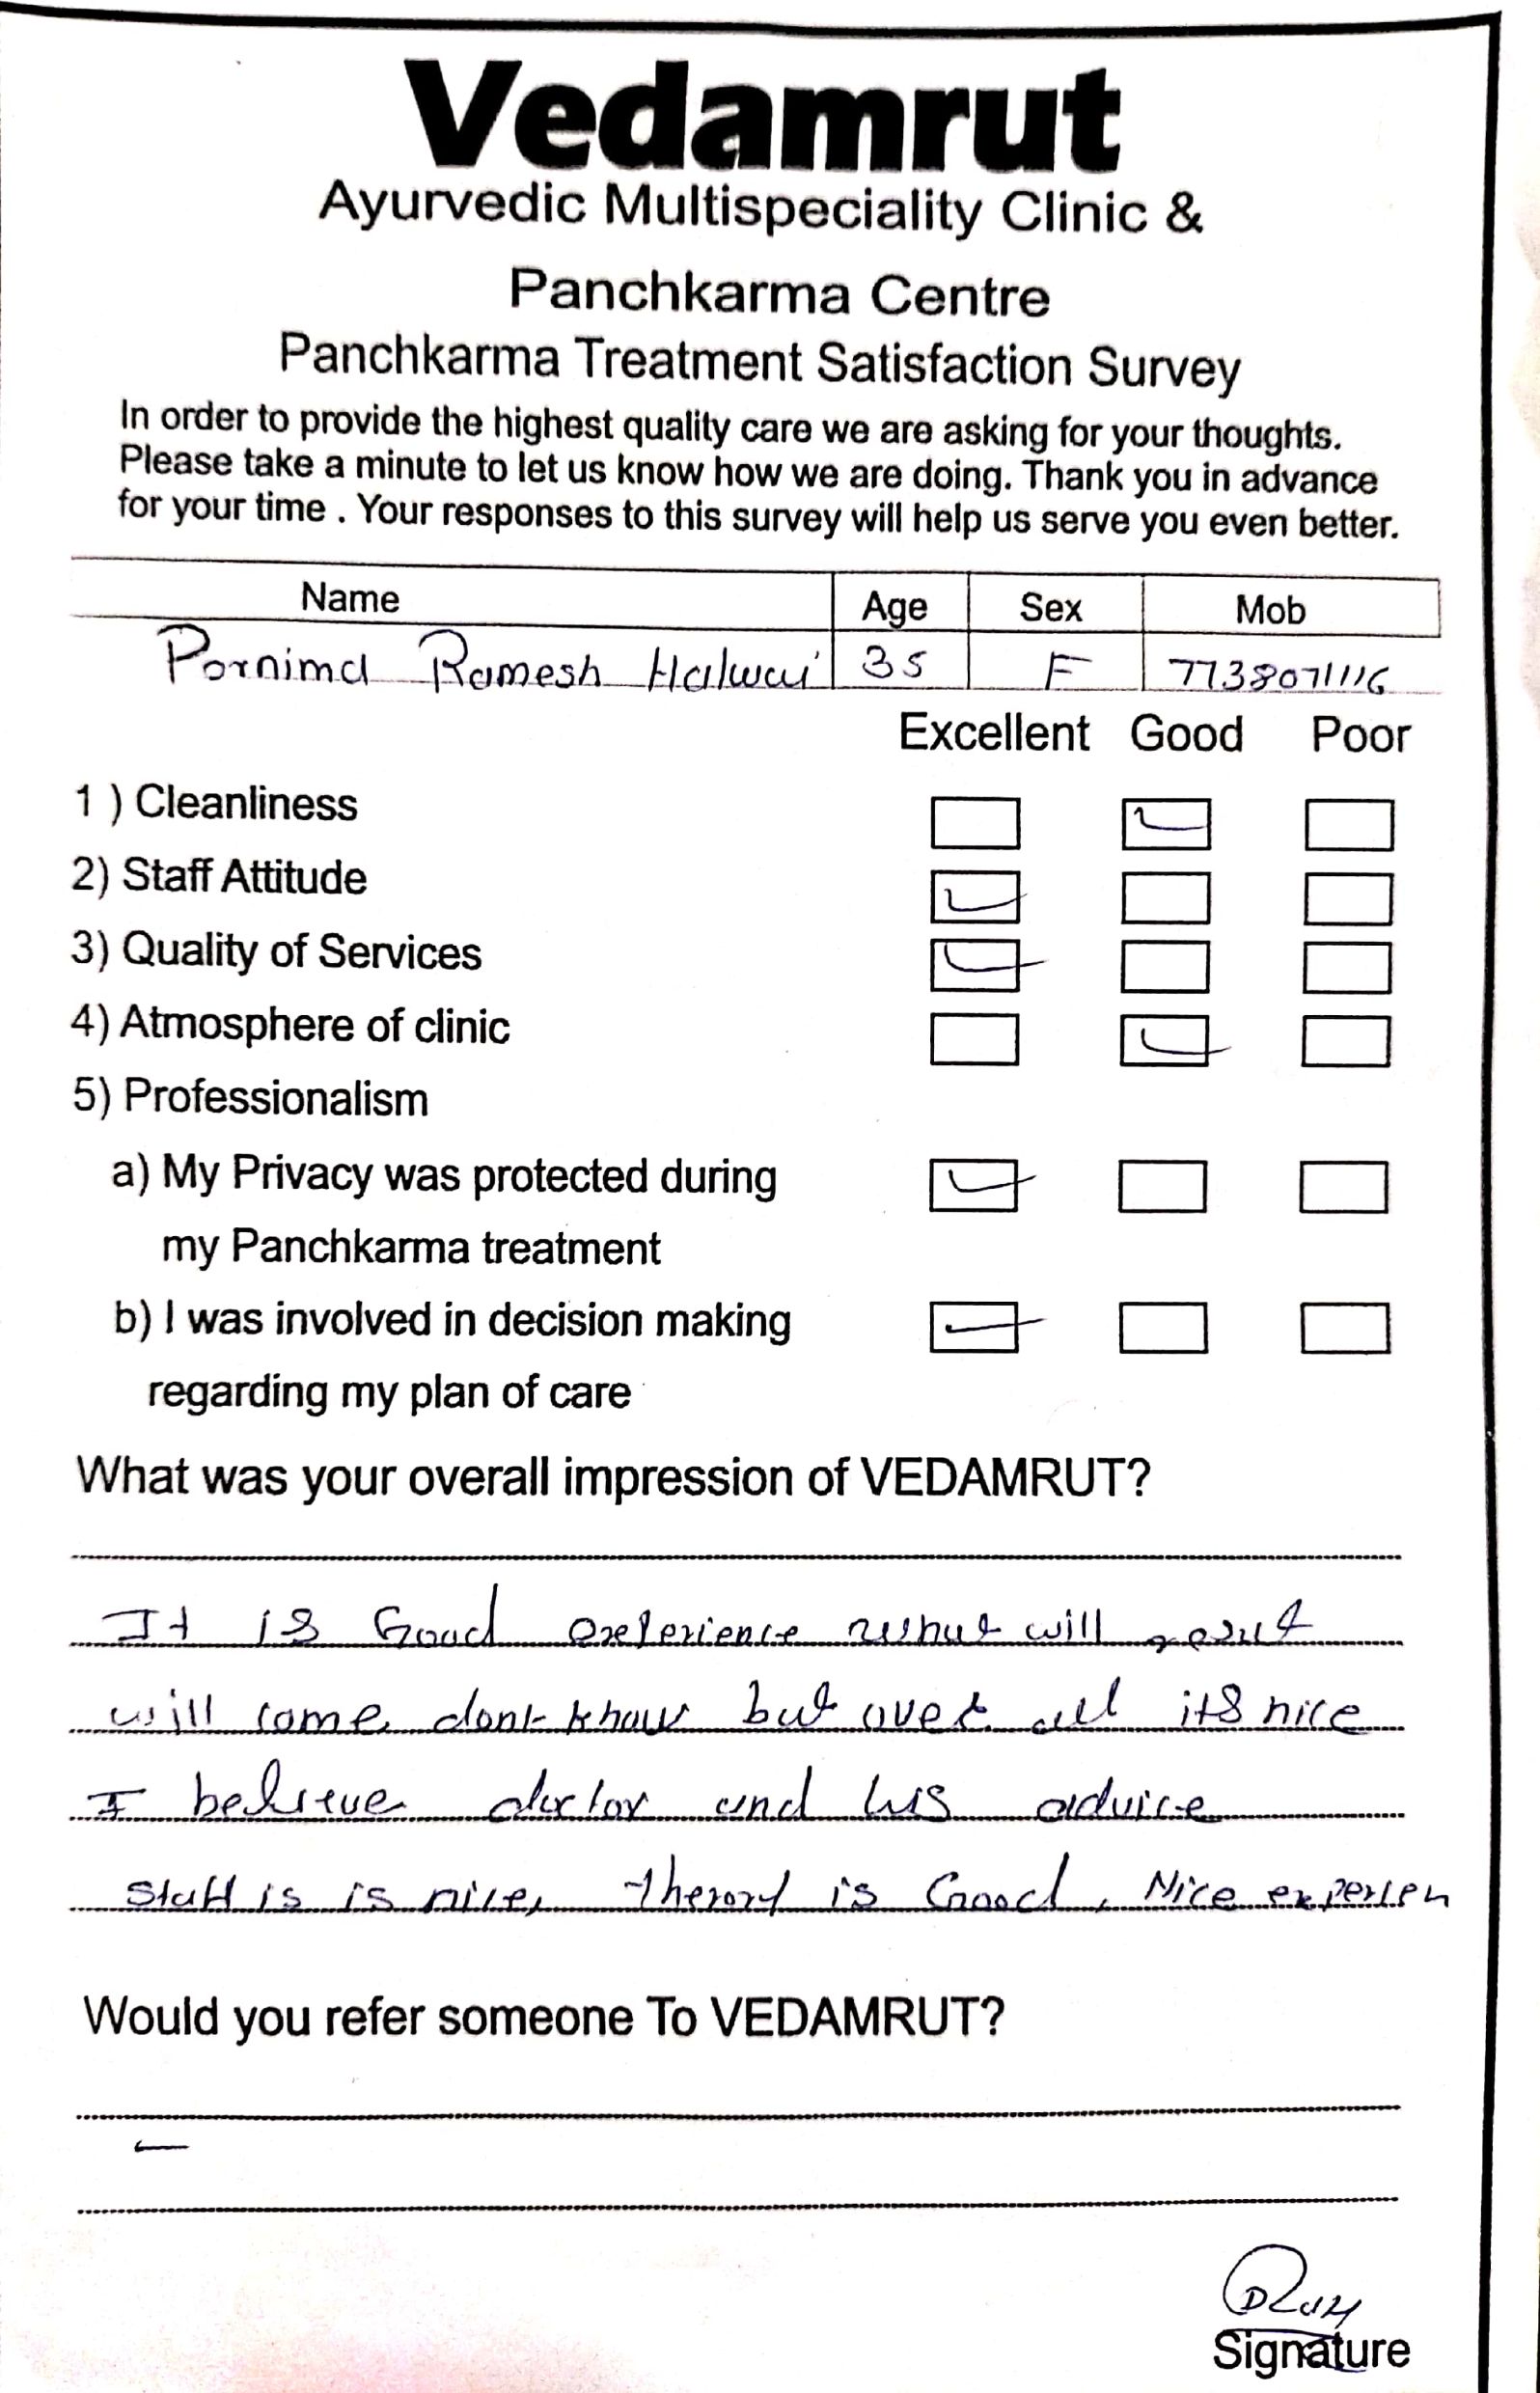 Vedamrut
Ayurvedic Multispeciality Clinic &
Panchkarma Centre
Panchkarma Treatment Satisfaction Survey
In order to provide the highest quality care we are asking for your thoughts.
Please take a minute to let us know how we are doing. Thank you in advance
for your time . Your responses to this survey will help us serve you even better.
Name Age Sex Mob
Pornima Ramesh Halwai 35 F 7738071116
Excellent Good Poor
1 ) Cleanliness
2) Staff Attitude
3) Quality of Services
4) Atmosphere of clinic
5) Professionalism
a) My Privacy was protected during
my Panchkarma treatment
b) I was involved in decision making
regarding my plan of care
What was your overall impression of VEDAMRUT?
It is Good will
will come dont know but over all its nice
I believe doctor and his advice
Staff is is nice, is Good, Nice experien
Would you refer someone To VEDAMRUT?
Signature